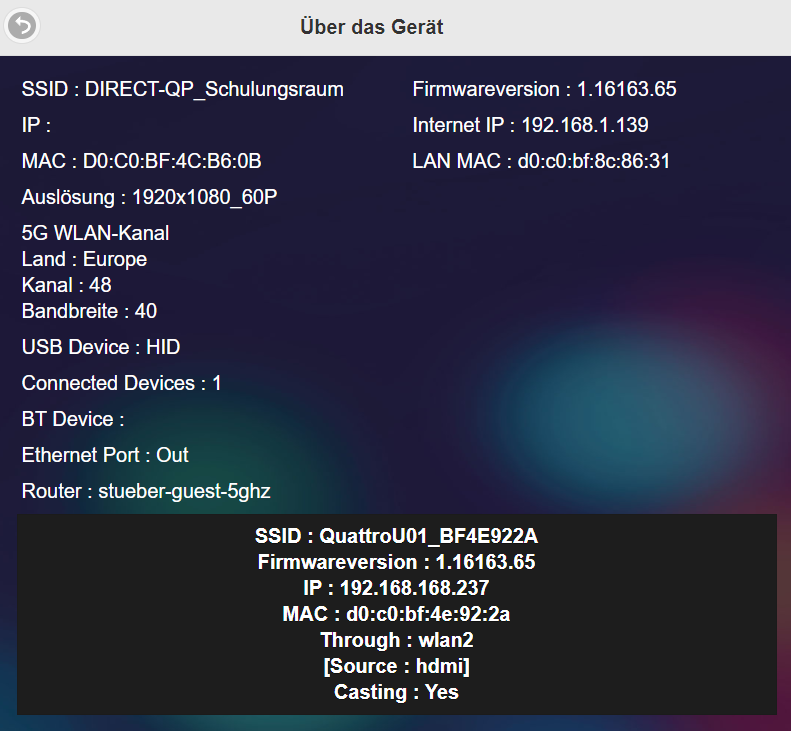 Über das Gerät
SSID : DIRECT-QP_Schulungsraum
Firmwareversion : 1.16163.65
IP :
Internet IP : 192.168.1.139
MAC : D0:C0:BF:4C:B6:0B
LAN MAC : d0:c0:bf:8c:86:31
Auslösung : 1920x1080_60P
5G WLAN-Kanal
Land : Europe
Kanal : 48
Bandbreite : 40
USB Device : HID
Connected Devices : 1
BT Device :
Ethernet Port : Out
Router : stueber-guest-5ghz
SSID : QuattroU01_BF4E922A
Firmwareversion : 1.16163.65
IP : 192.168.168.237
MAC : d0:c0:bf:4e:92:2a
Through : wlan2
[Source : hdmi]
Casting : Yes